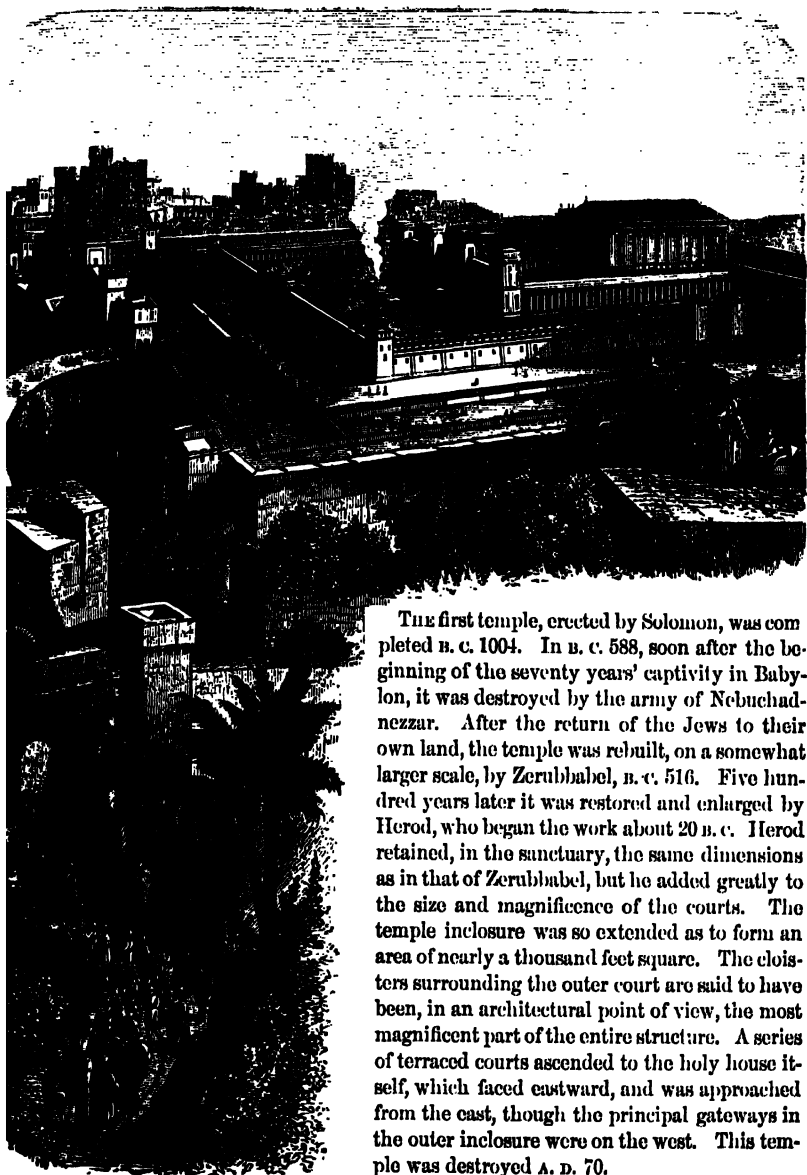 THE first temple, erected by Solomon, was com
pleted B. C. 1004. In B. C. 588, soon after the be-
ginning of the seventy years' captivity in Baby-
lon, it was destroyed by the army of Nebuchad-
nezzar. After the return of the Jews to their
own land, the temple was rebuilt, on a somewhat
larger scale, by Zerubbabel, B. C. 516. Five hun-
dred years later it was restored and enlarged by
Herod, who began the work about 20 B. C. Herod
retained, in the sanctuary, the same dimensions
as in that of Zerubbabel, but he added greatly to
the size and magnificence of the courts. The
temple inclosure was so extended as to form an
area of nearly a thousand feet square. The clois-
ters surrounding the outer court are said to have
been, in an architectural point of view, the most
magnificent part of the entire structure. A series
of terraced courts ascended to the holy house it-
self, which faced eastward, and was approached
from the east, though the principal gateways in
the outer inclosure were on the west. This tem-
ple was destroyed A. D. 70.